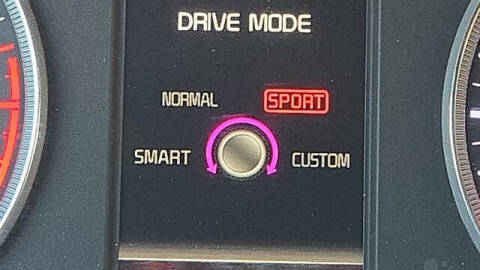 DRIVE MODE
NORMAL SPORT
SMART CUSTOM